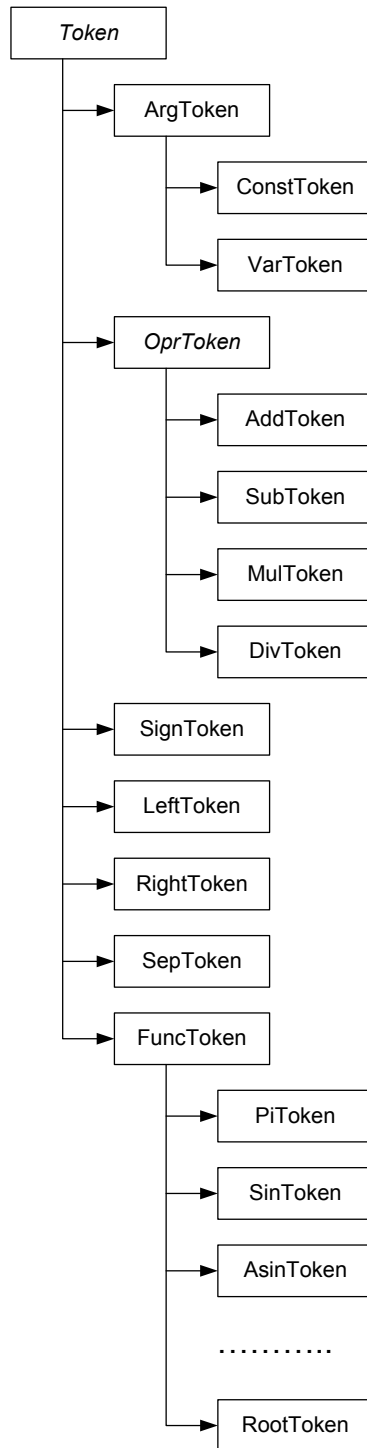 Token
ArgToken
ConstToken
VarToken
OprToken
AddToken
SubToken
MulToken
DivToken
SignToken
LeftToken
RightToken
SepToken
FuncToken
PiToken
SinToken
AsinToken
...........
RootToken